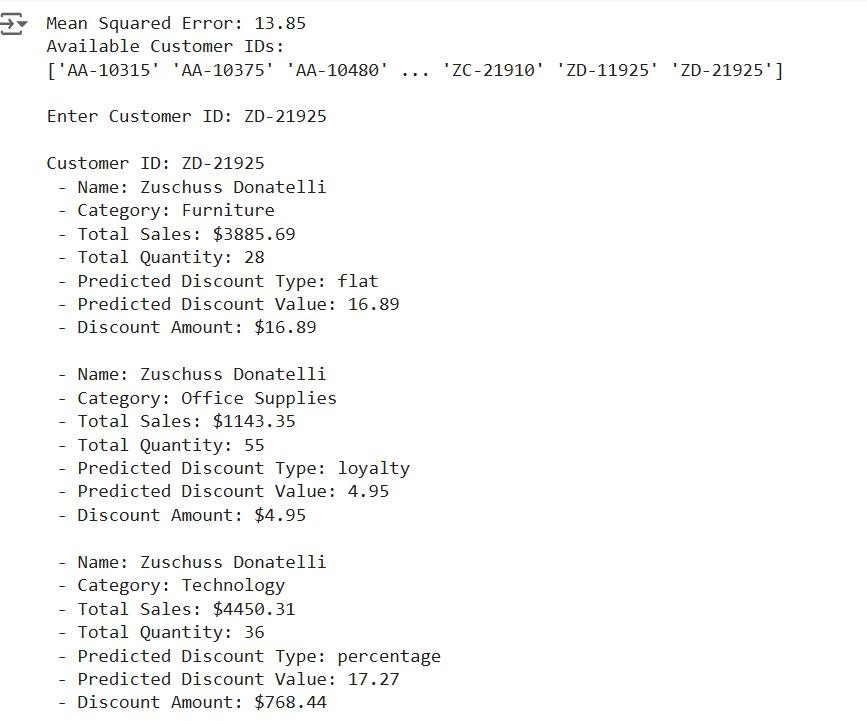 Mean Squared Error: 13.85
Available Customer IDs:
['AA-10315' 'AA-10375' 'AA-10480' ... 'ZC-21910' 'ZD-11925' 'ZD-21925']
Enter Customer ID: ZD-21925
Customer ID: ZD-21925
- Name: Zuschuss Donatelli
- Category: Furniture
- Total Sales: $3885.69
- Total Quantity: 28
- Predicted Discount Type: flat
- Predicted Discount Value: 16.89
- Discount Amount: $16.89
- Name: Zuschuss Donatelli
- Category: Office Supplies
- Total Sales: $1143.35
- Total Quantity: 55
- Predicted Discount Type: loyalty
- Predicted Discount Value: 4.95
- Discount Amount: $4.95
- Name: Zuschuss Donatelli
- Category: Technology
- Total Sales: $4450.31
- Total Quantity: 36
- Predicted Discount Type: percentage
- Predicted Discount Value: 17.27
- Discount Amount: $768.44